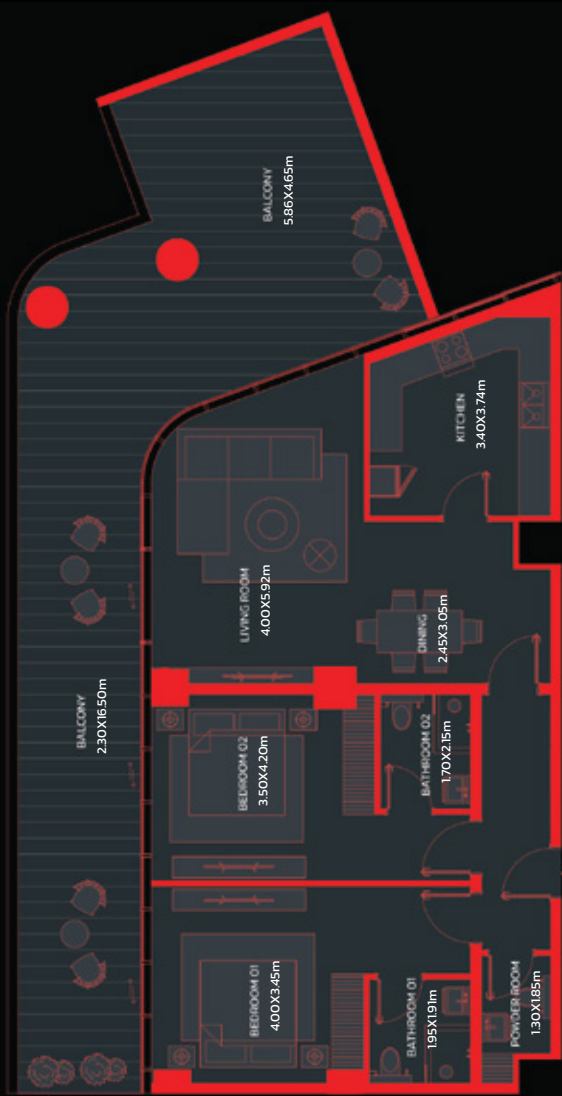 BALCONY
5.86X4.65m
BALCONY
2.30X16.50m
KITCHEN
3.40X3.74m
LIVING ROOM
4.00X5.92m
DINING
2.45X3.05m
BEDROOM 02
3.50X4.20m
BATHROOM 02
1.70X2.15m
BEDROOM 01
4.00X3.45m
BATHROOM 01
1.95X1.91m
POWDER ROOM
1.30X1.85m